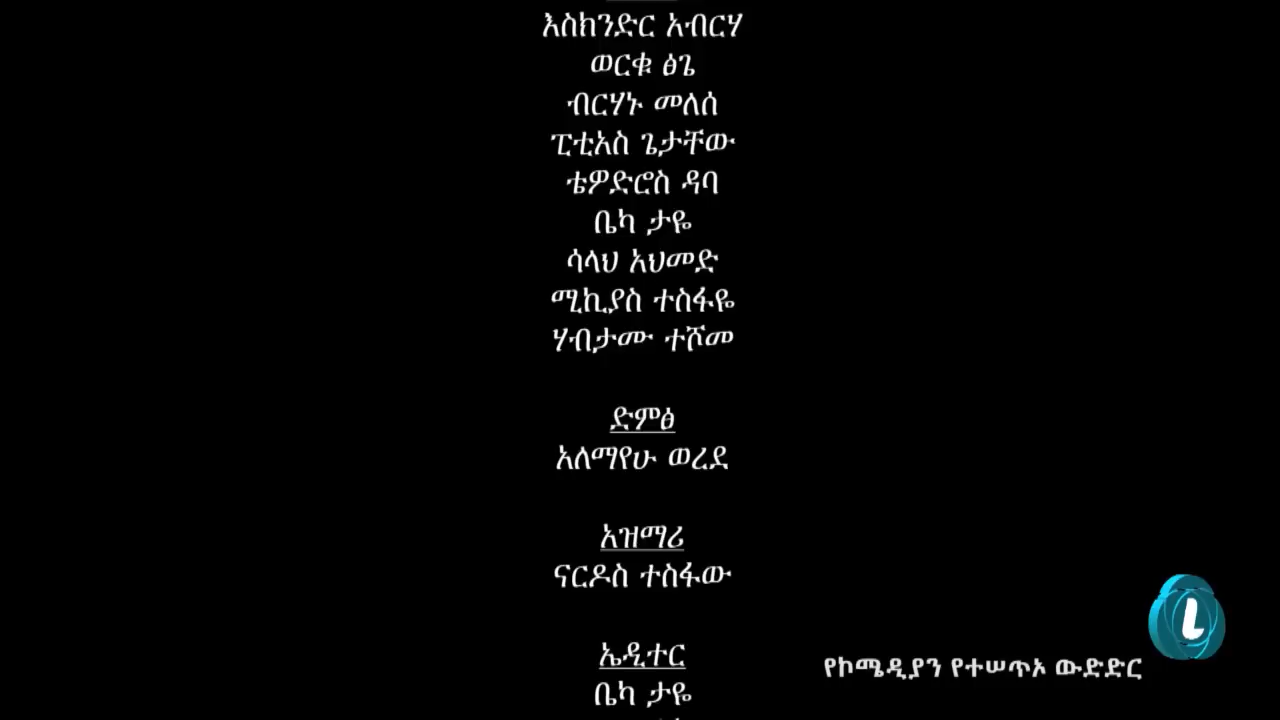 እስክንድር አብርሃ
ወርቁ ፅጌ
ብርሃኑ መለሰ
ፒቲአስ ጌታቸው
ቴዎድሮስ ዳባ
ቤካ ታዬ
ሳላህ አህመድ
ሚኪያስ ተስፋዬ
ሃብታሙ ተሾመ
ድምፅ
አለማየሁ ወረደ
አዝማሪ
ናርዶስ ተስፋው
ኤዲተር
ቤካ ታዬ
L
የኮሜዲያን የተሠጥኦ ውድድር